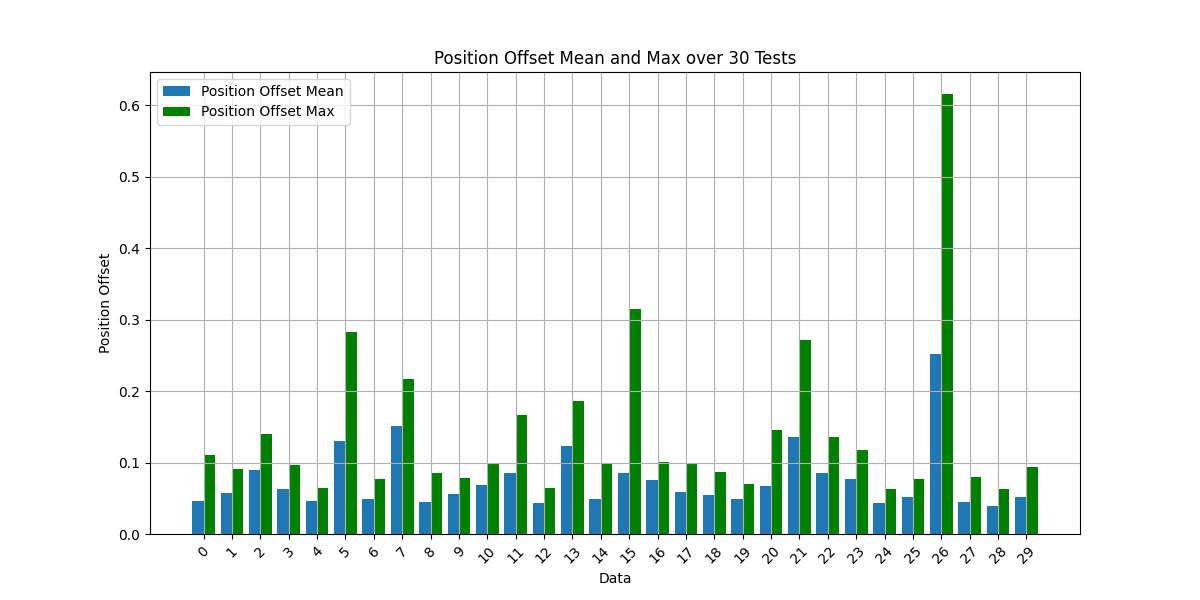 Position Offset Mean and Max over 30 Tests
Position Offset Mean
Position Offset Max
Position Offset
0.6
0.5
0.4
0.3
0.2
0.1
0.0
0 1 2 3 4 5 6 7 8 9 10 11 12 13 14 15 16 17 18 19 20 21 22 23 24 25 26 27 28 29
Data